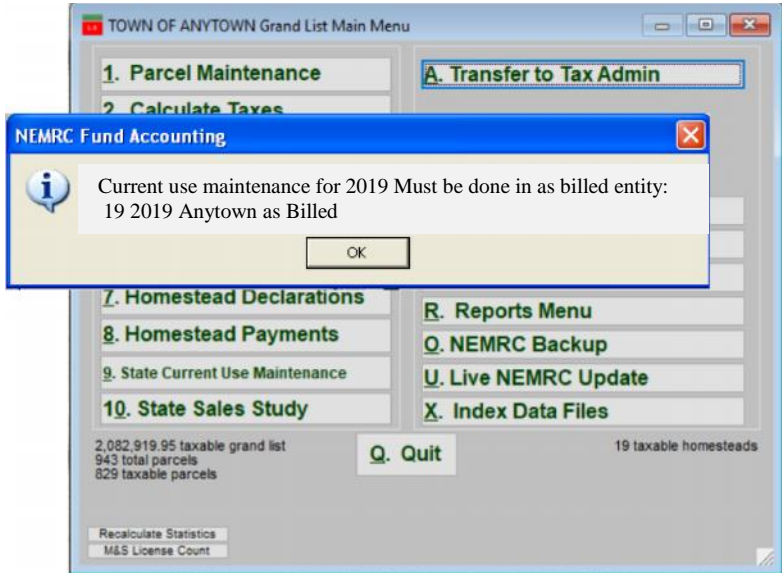 TOWN OF ANYTOWN Grand List Main Menu
1. Parcel Maintenance
A. Transfer to Tax Admin
2. Calculate Taxes
NEMRC Fund Accounting
Current use maintenance for 2019 Must be done in as billed entity:
19 2019 Anytown as Billed
OK
7. Homestead Declarations
8. Homestead Payments
9. State Current Use Maintenance
10. State Sales Study
R. Reports Menu
O. NEMRC Backup
U. Live NEMRC Update
X. Index Data Files
2,082,919.95 taxable grand list
943 total parcels
829 taxable parcels
Q. Quit
19 taxable homesteads
Recalculate Statistics
M&S License Count